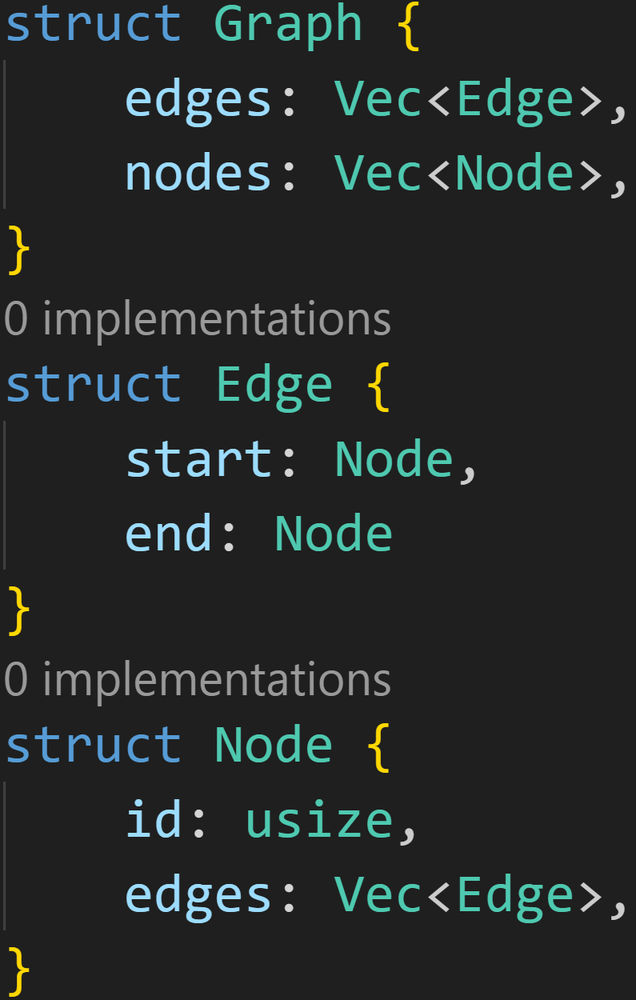 struct Graph {
    edges: Vec<Edge>,
    nodes: Vec<Node>,
}
0 implementations
struct Edge {
    start: Node,
    end: Node
}
0 implementations
struct Node {
    id: usize,
    edges: Vec<Edge>,
}